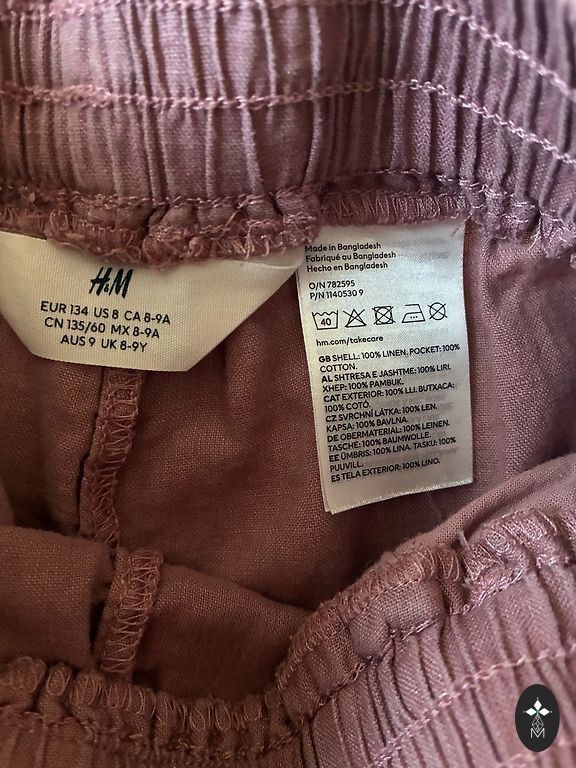 H&M
EUR 134 US 8 CA 8-9A
CN 135/60 MX 8-9A
AUS 9 UK 8-9Y
Made in Bangladesh
Fabriqué au Bangladesh
Hecho en Bangladesh
O/N 782595
P/N 1140530 9
40
hm.com/takecare
GB SHELL: 100% LINEN. POCKET: 100%
COTTON.
AL SHTRESA E JASHTME: 100% LIRI.
XHEP: 100% PAMBUK.
CAT EXTERIOR: 100% LLI. BUTXACA:
100% COTÓ.
CZ SVRCHNÍ LÁTKA: 100% LEN.
KAPSA: 100% BAVLNA.
DE OBERMATERIAL: 100% LEINEN.
TASCHE: 100% BAUMWOLLE.
EE ÜMBRIS: 100% LINA. TASKU: 100%
PUUVILL.
ES TELA EXTERIOR: 100% LINO.
M